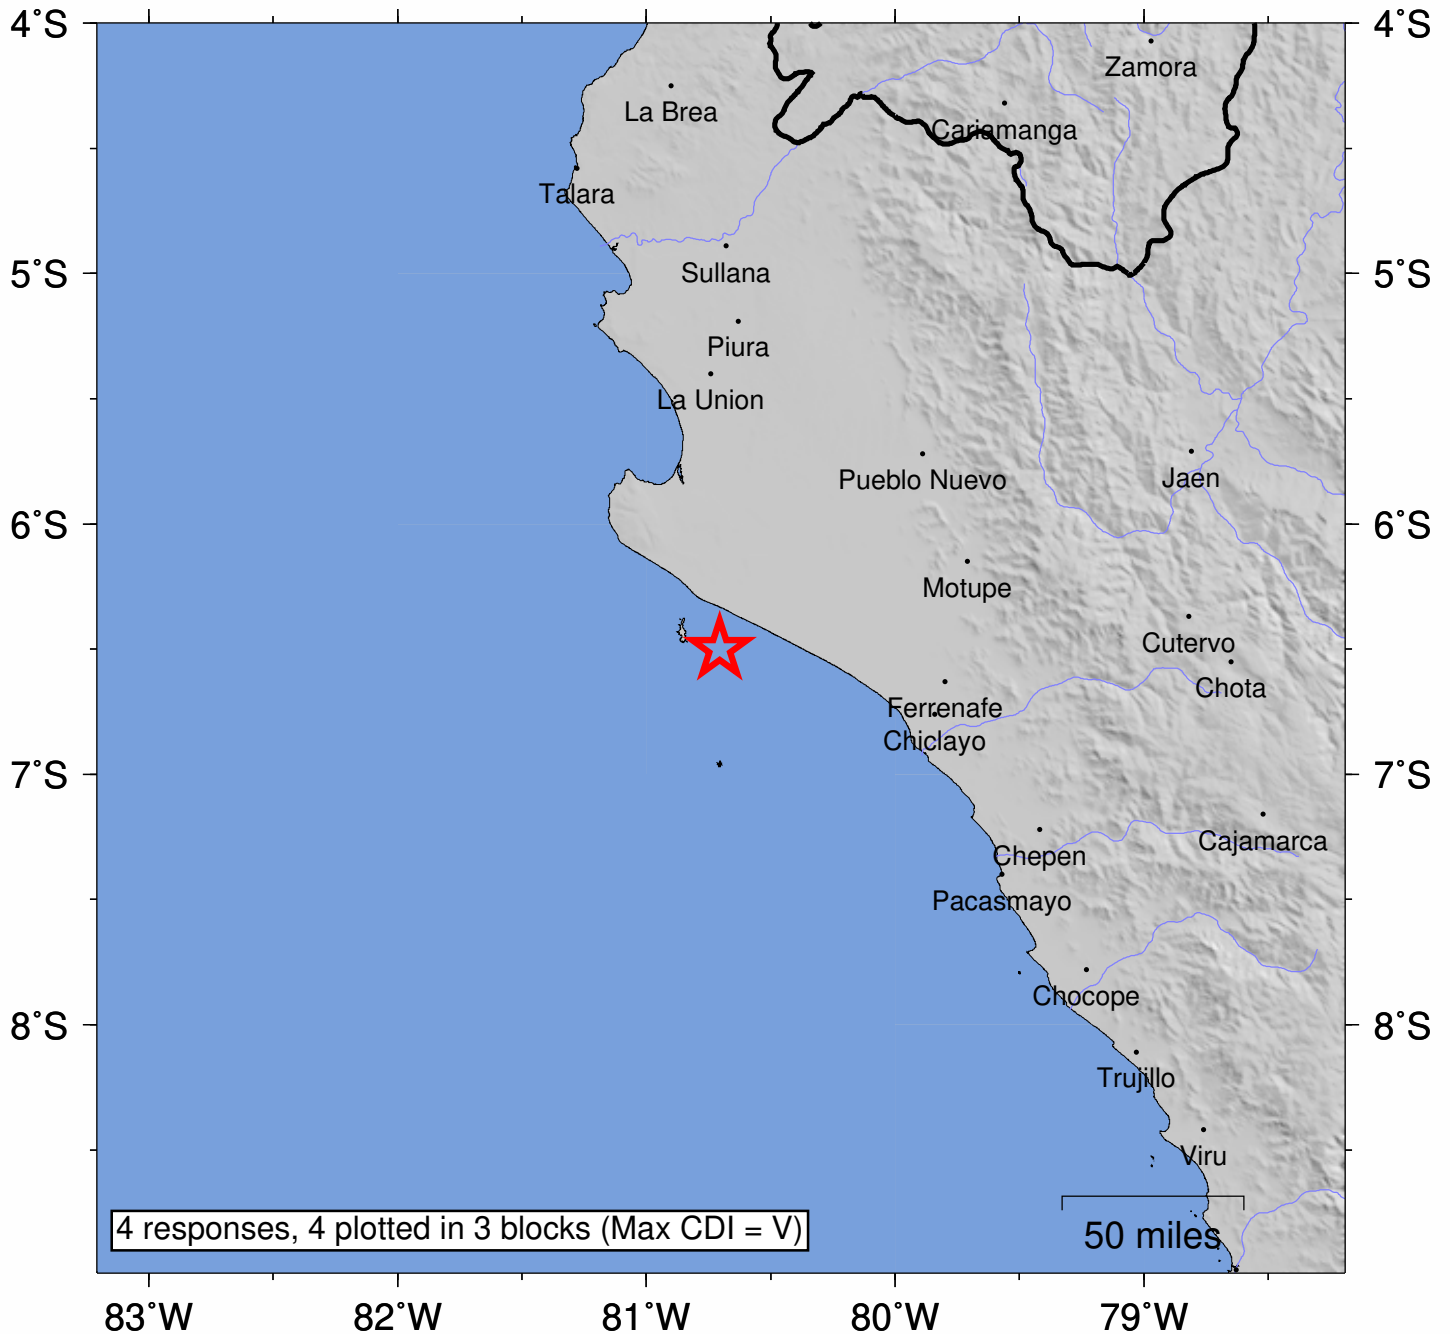 4˚S
4˚S
Zamora
La Brea
Cariamanga
Talara
5˚S
Sullana
5˚S
Piura
La Union
Pueblo Nuevo
Jaen
6˚S
6˚S
Motupe
Cutervo
Chota
Ferrenafe
Chiclayo
7˚S
7˚S
Cajamarca
Chepen
Pacasmayo
Chocope
8˚S
8˚S
Trujillo
Viru
4 responses, 4 plotted in 3 blocks (Max CDI = V)
50 miles
83˚W
82˚W
81˚W
80˚W
79˚W